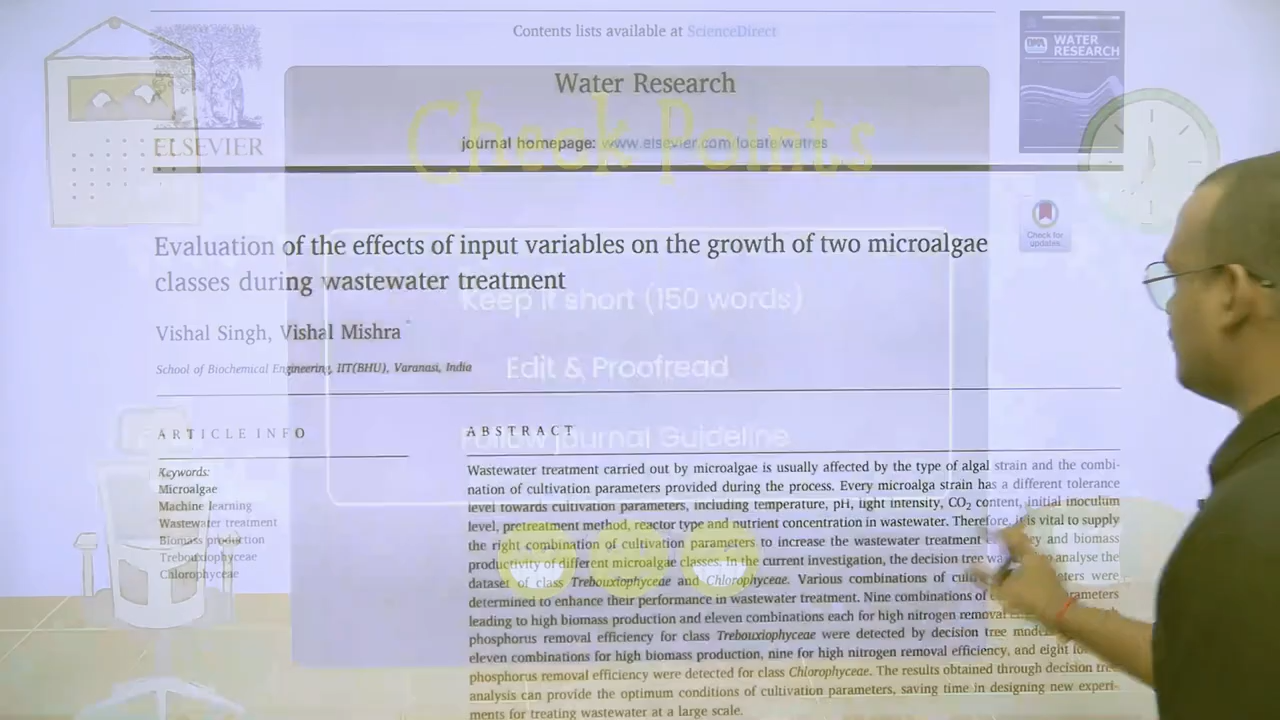 Contents lists available at ScienceDirect
Water Research
journal homepage: www.elsevier.com/locate/watres
ELSEVIER
WATER
RESEARCH
Check Points
Check for
updates
Evaluation of the effects of input variables on the growth of two microalgae
classes during wastewater treatment
Keep it short (150 words)
Vishal Singh, Vishal Mishra *
School of Biochemical Engineering, IIT(BHU), Varanasi, India
Edit & Proofread
Follow journal Guideline
ARTICLE INFO
Keywords:
Microalgae
Machine learning
Wastewater treatment
Biomass production
Trebouxiophyceae
Chlorophyceae
ABSTRACT
Wastewater treatment carried out by microalgae is usually affected by the type of algal strain and the combi-
nation of cultivation parameters provided during the process. Every microalga strain has a different tolerance
level towards cultivation parameters, including temperature, pH, light intensity, CO2 content, initial inoculum
level, pretreatment method, reactor type and nutrient concentration in wastewater. Therefore, it is vital to supply
the right combination of cultivation parameters to increase the wastewater treatment and biomass
productivity of different microalgae classes. In the current investigation, the decision tree to analyse the
dataset of class Trebouxiophyceae and Chlorophyceae. Various combinations of were
determined to enhance their performance in wastewater treatment. Nine combinations of
leading to high biomass production and eleven combinations each for high nitrogen removal
phosphorus removal efficiency for class Trebouxiophyceae were detected by decision tree
eleven combinations for high biomass production, nine for high nitrogen removal efficiency, and eight
phosphorus removal efficiency were detected for class Chlorophyceae. The results obtained through decision tree
analysis can provide the optimum conditions of cultivation parameters, saving time in designing new experi-
ments for treating wastewater at a large scale.